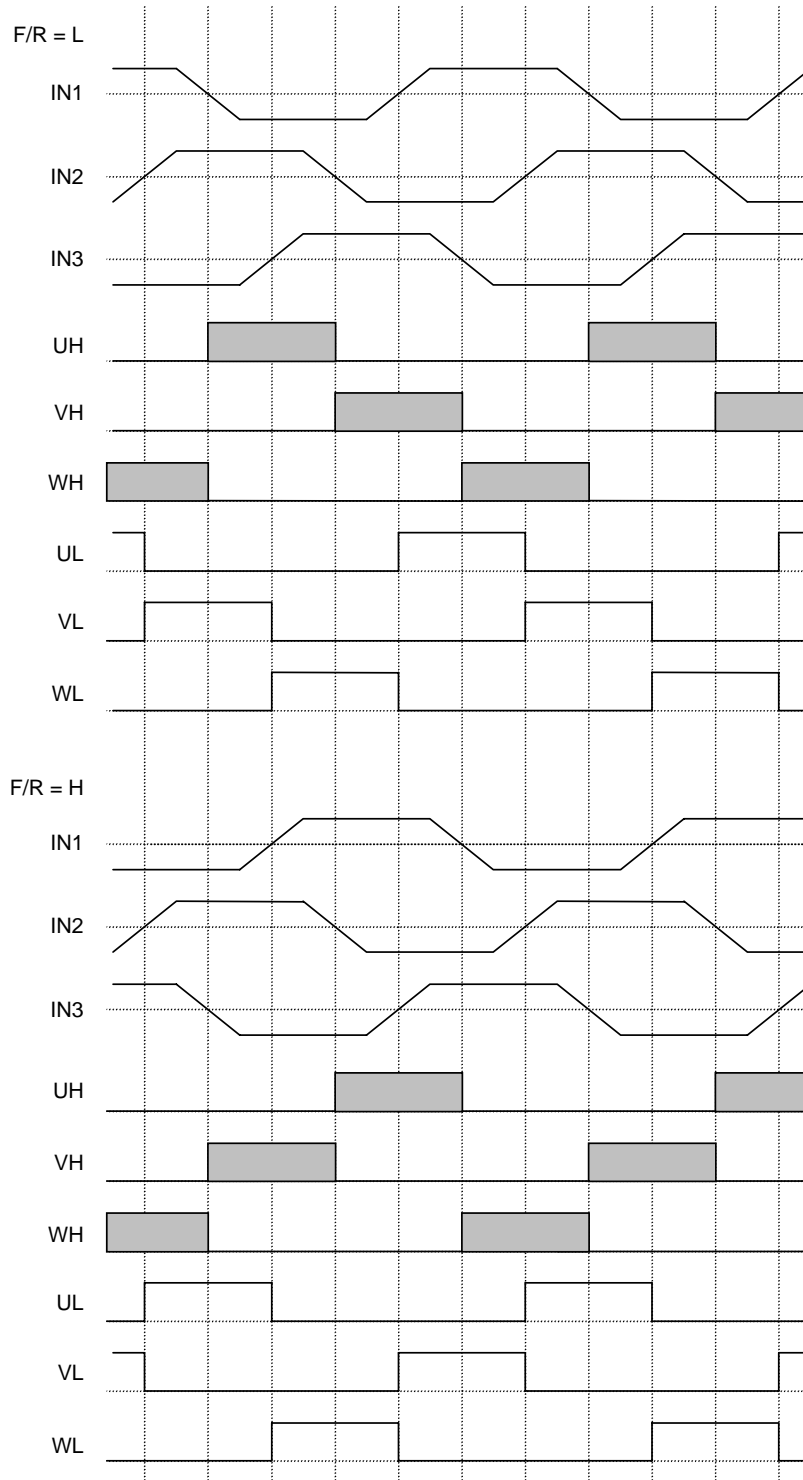 F/R = L
IN1
IN2
IN3
UH
VH
WH
UL
VL
WL
F/R = H
IN1
IN2
IN3
UH
VH
WH
UL
VL
WL